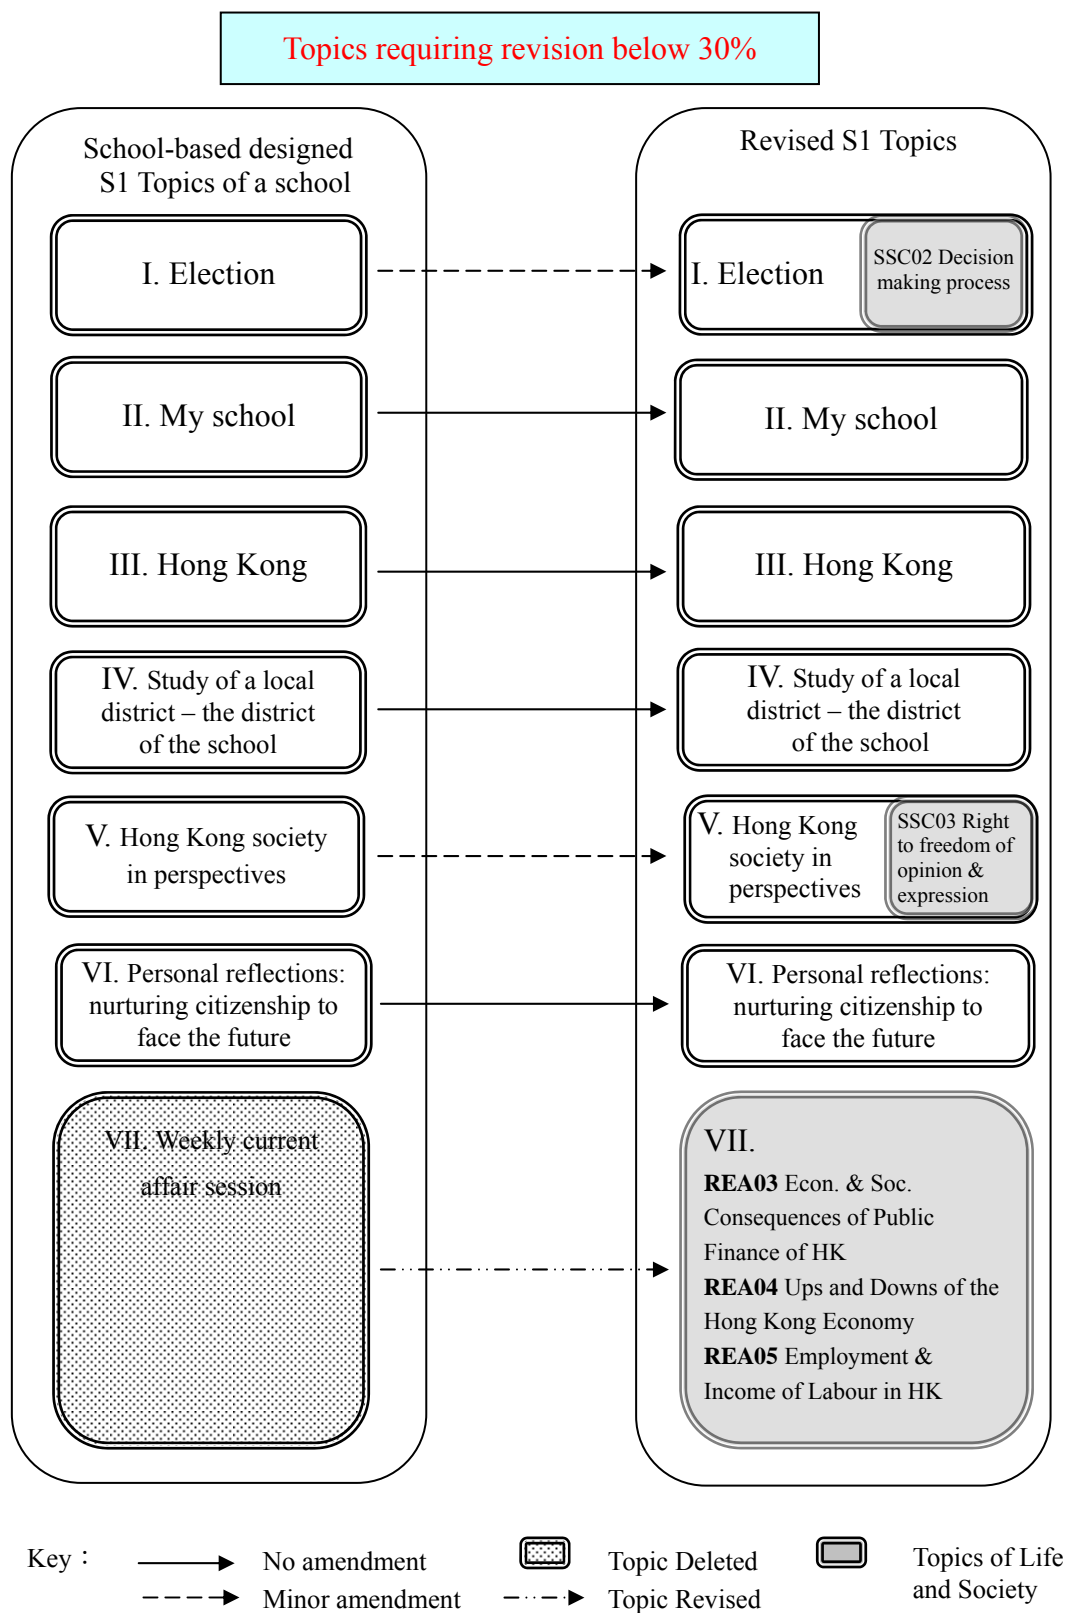 Topics requiring revision below 30%
School-based designed
S1 Topics of a school
I. Election
II. My school
III. Hong Kong
IV. Study of a local
district – the district
of the school
V. Hong Kong society
in perspectives
VI. Personal reflections:
nurturing citizenship to
face the future
VII. Weekly current
affair session
Revised S1 Topics
I. Election
SSC02 Decision
making process
II. My school
III. Hong Kong
IV. Study of a local
district – the district
of the school
V. Hong Kong
society in
perspectives
SSC03 Right
to freedom of
opinion &
expression
VI. Personal reflections:
nurturing citizenship to
face the future
VII.
REA03 Econ. & Soc.
Consequences of Public
Finance of HK
REA04 Ups and Downs of the
Hong Kong Economy
REA05 Employment &
Income of Labour in HK
Key：
No amendment
Minor amendment
Topic Deleted
Topic Revised
Topics of Life
and Society